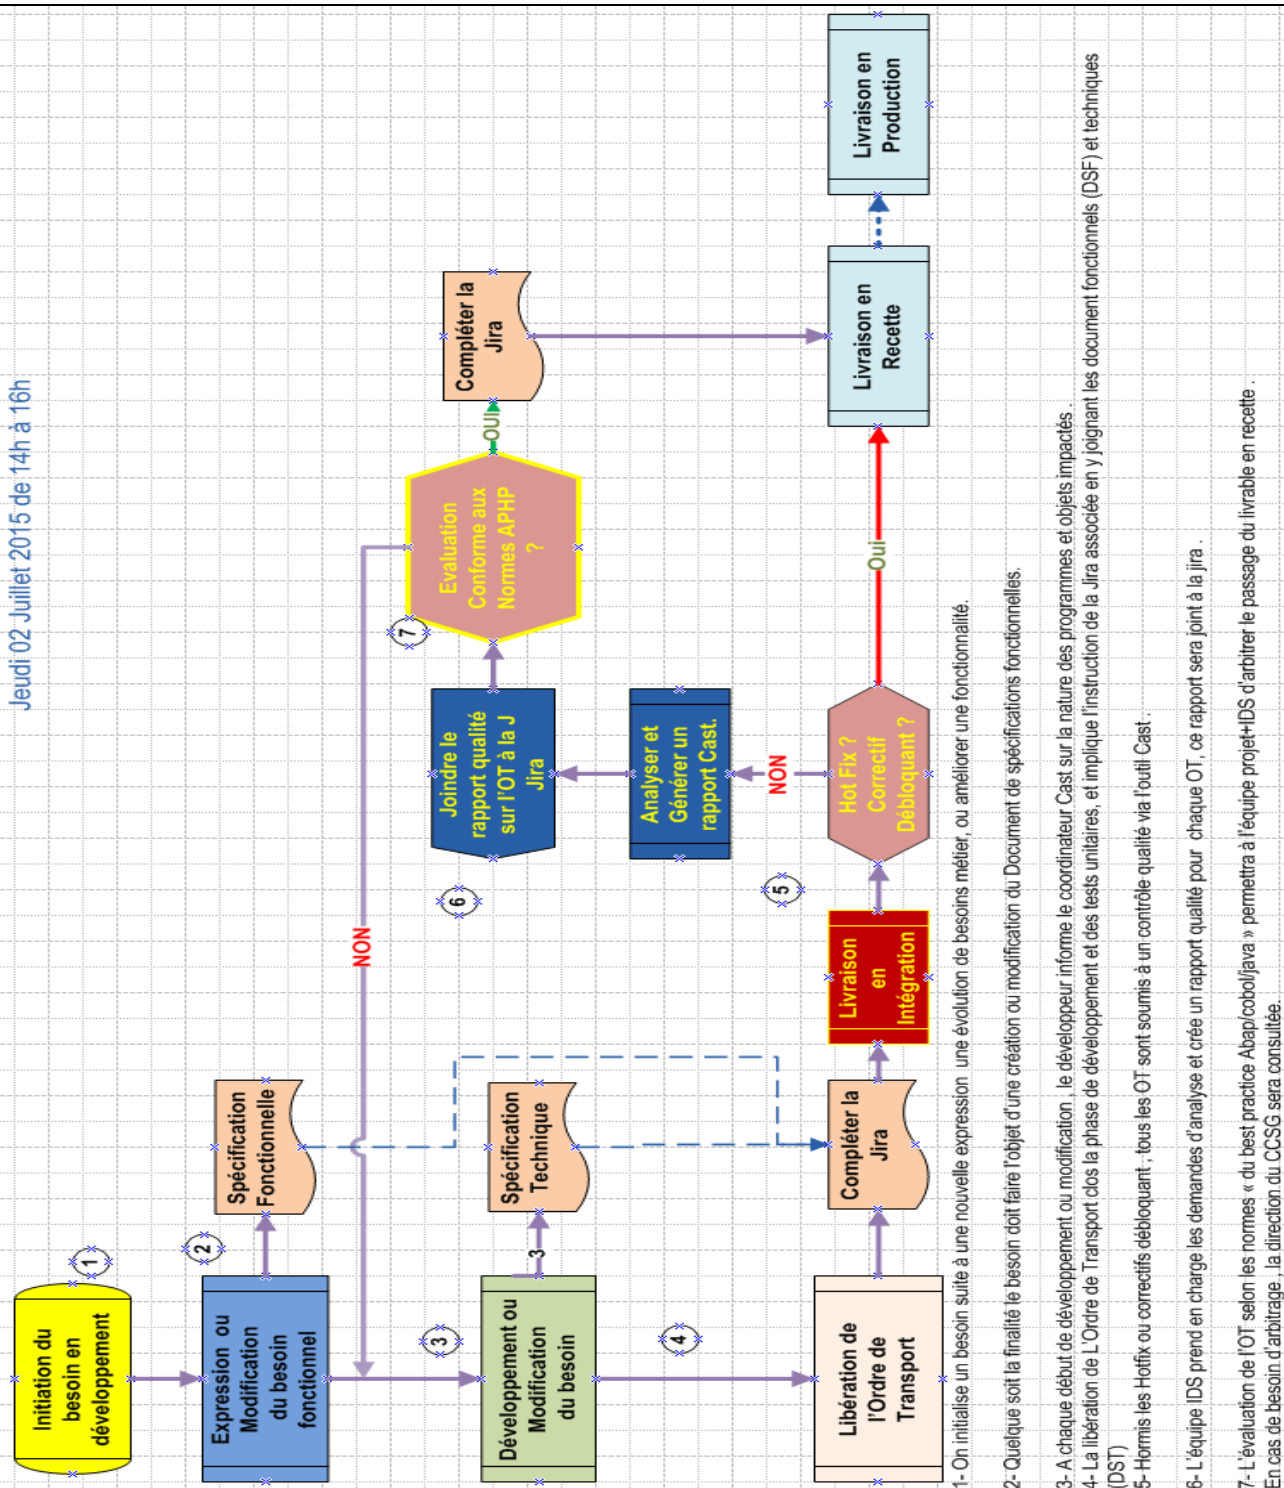 Jeudi 02 Juillet 2015 de 14h à 16h
Initiation du
besoin en
développement
1
Expression ou
Modification
du besoin
fonctionnel
2
Spécification
Fonctionnelle
NON
3
Développement ou
Modification
du besoin
3
Spécification
Technique
4
Libération de
l'Ordre de
Transport
Compléter la
Jira
Livraison
en
Intégration
5
Hot Fix ?
Correctif
Débloquant ?
NON
Analyser et
Générer un
rapport Cast.
6
Joindre le
rapport qualité
sur l'OT à la J
Jira
7
Evaluation
Conforme aux
Normes APHP
?
OUI
Compléter la
Jira
Oui
Livraison en
Recette
Livraison en
Production
1- On initialise un besoin suite à une nouvelle expression une évolution de besoins métier, ou améliorer une fonctionnalité.
2- Quelque soit la finalité le besoin doit faire l'objet d'une création ou modification du Document de spécifications fonctionnelles.
3- A chaque début de développement ou modification , le développeur informe le coordinateur Cast sur la nature des programmes et objets impactés .
4- La libération de L'Ordre de Transport clos la phase de développement et des tests unitaires, et implique l'instruction de la Jira associée en y joignant les document fonctionnels (DSF) et techniques
(DST)
5- Hormis les Hotfix ou correctifs débloquant , tous les OT sont soumis à un contrôle qualité via l'outil Cast .
6- L'équipe IDS prend en charge les demandes d'analyse et crée un rapport qualité pour chaque OT, ce rapport sera joint à la jira .
7- L'évaluation de l'OT selon les normes « du best practice Abap/cobol/java » permettra à l'équipe projet+IDS d'arbitrer le passage du livrable en recette .
En cas de besoin d'arbitrage , la direction du CCSG sera consultée.